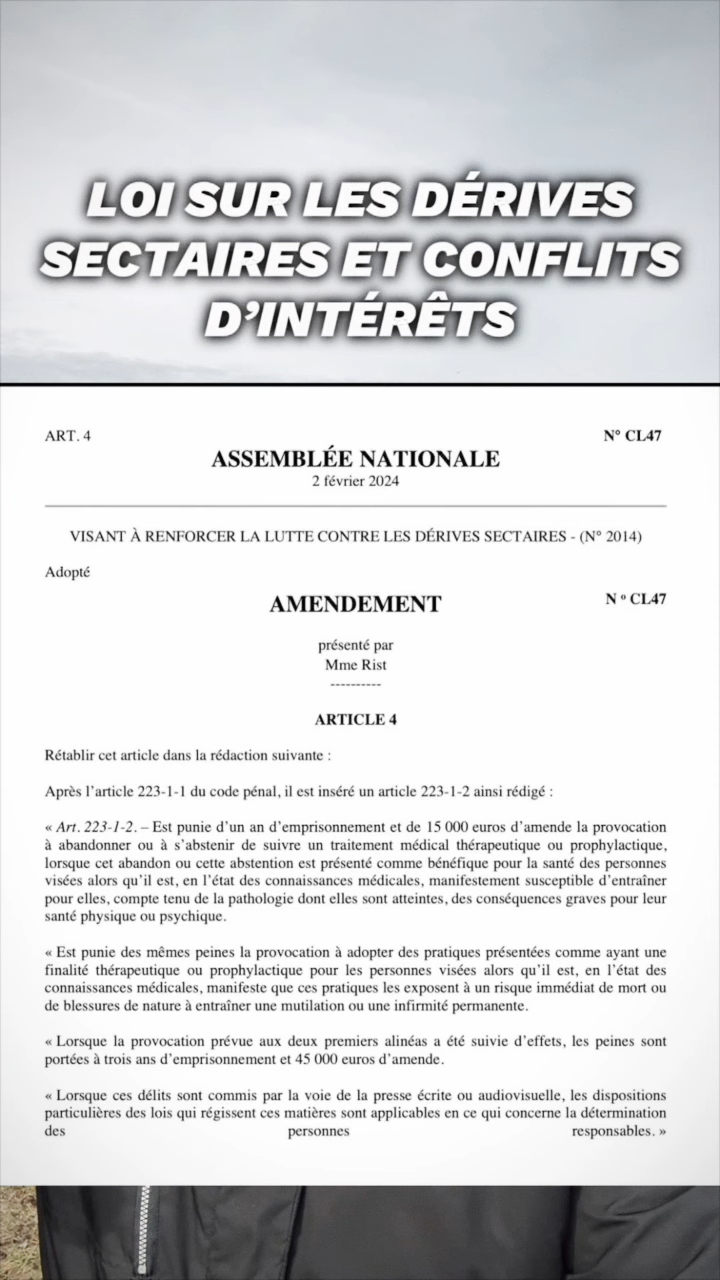 LOI SUR LES DÉRIVES
SECTAIRES ET CONFLITS
D'INTÉRÊTS
ART. 4
N° CL47
ASSEMBLÉE NATIONALE
2 février 2024
VISANT À RENFORCER LA LUTTE CONTRE LES DÉRIVES SECTAIRES - (N° 2014)
Adopté
AMENDEMENT
N º CL47
présenté par
Mme Rist
----------
ARTICLE 4
Rétablir cet article dans la rédaction suivante :
Après l'article 223-1-1 du code pénal, il est inséré un article 223-1-2 ainsi rédigé :
« Art. 223-1-2. – Est punie d'un an d'emprisonnement et de 15 000 euros d'amende la provocation
à abandonner ou à s'abstenir de suivre un traitement médical thérapeutique ou prophylactique,
lorsque cet abandon ou cette abstention est présenté comme bénéfique pour la santé des personnes
visées alors qu'il est, en l'état des connaissances médicales, manifestement susceptible d'entraîner
pour elles, compte tenu de la pathologie dont elles sont atteintes, des conséquences graves pour leur
santé physique ou psychique.
« Est punie des mêmes peines la provocation à adopter des pratiques présentées comme ayant une
finalité thérapeutique ou prophylactique pour les personnes visées alors qu'il est, en l'état des
connaissances médicales, manifeste que ces pratiques les exposent à un risque immédiat de mort ou
de blessures de nature à entraîner une mutilation ou une infirmité permanente.
« Lorsque la provocation prévue aux deux premiers alinéas a été suivie d'effets, les peines sont
portées à trois ans d'emprisonnement et 45 000 euros d'amende.
« Lorsque ces délits sont commis par la voie de la presse écrite ou audiovisuelle, les dispositions
particulières des lois qui régissent ces matières sont applicables en ce qui concerne la détermination
des personnes responsables. »